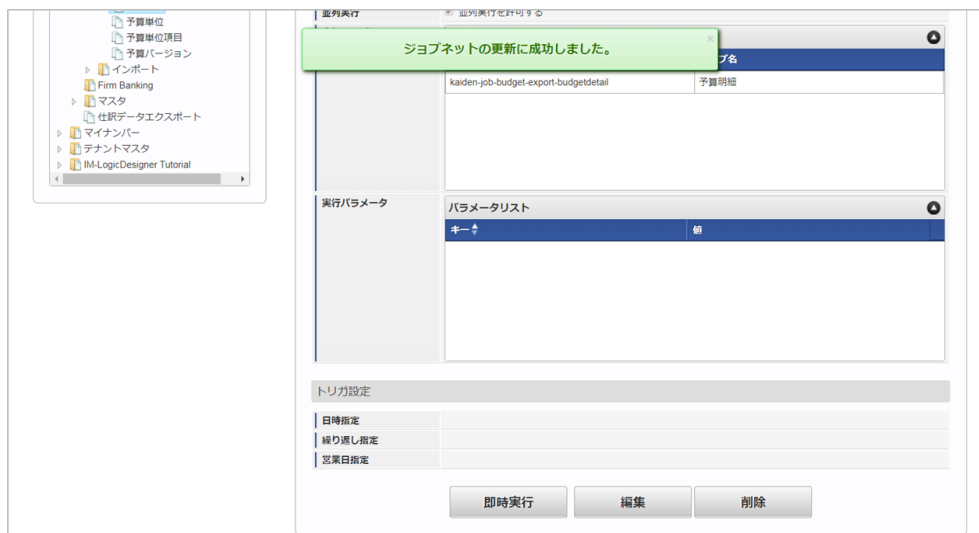 予算単位
予算単位項目
予算バージョン
インポート
Firm Banking
マスタ
仕訳データエクスポート
マイナンバー
テナントマスタ
IM-LogicDesigner Tutorial
並列実行
並列実行を許可する
ジョブネットの更新に成功しました。
ブ名
kaiden-job-budget-export-budgetdetail
予算明細
実行パラメータ
パラメータリスト
キー
値
トリガ設定
日時指定
繰り返し指定
営業日指定
即時実行
編集
削除